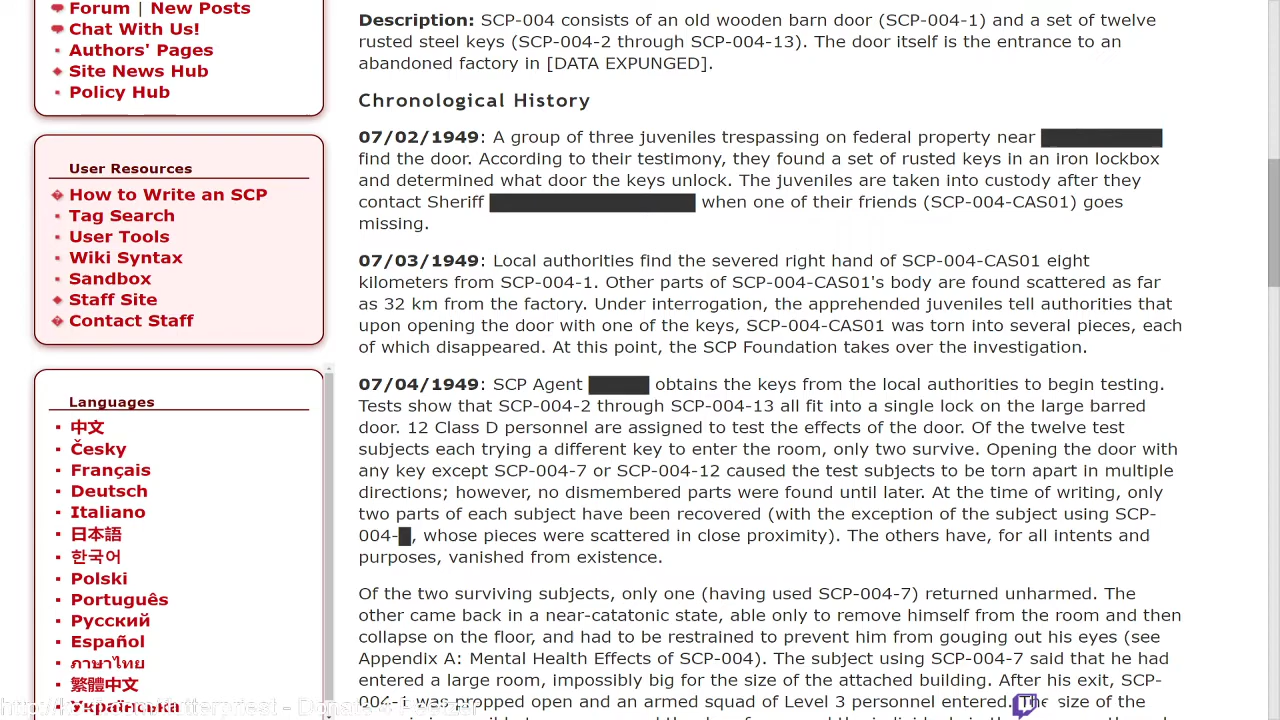 Forum | New Posts
Chat With Us!
Authors' Pages
Site News Hub
Policy Hub
User Resources
How to Write an SCP
Tag Search
User Tools
Wiki Syntax
Sandbox
Staff Site
Contact Staff
Languages
中文
Česky
Français
Deutsch
Italiano
日本語
한국어
Polski
Português
Русский
Español
ภาษาไทย
繁體中文
Українська
Description: SCP-004 consists of an old wooden barn door (SCP-004-1) and a set of twelve
rusted steel keys (SCP-004-2 through SCP-004-13). The door itself is the entrance to an
abandoned factory in [DATA EXPUNGED].
Chronological History
07/02/1949: A group of three juveniles trespassing on federal property near
find the door. According to their testimony, they found a set of rusted keys in an iron lockbox
and determined what door the keys unlock. The juveniles are taken into custody after they
contact Sheriff when one of their friends (SCP-004-CAS01) goes
missing.
07/03/1949: Local authorities find the severed right hand of SCP-004-CAS01 eight
kilometers from SCP-004-1. Other parts of SCP-004-CAS01's body are found scattered as far
as 32 km from the factory. Under interrogation, the apprehended juveniles tell authorities that
upon opening the door with one of the keys, SCP-004-CAS01 was torn into several pieces, each
of which disappeared. At this point, the SCP Foundation takes over the investigation.
07/04/1949: SCP Agent obtains the keys from the local authorities to begin testing.
Tests show that SCP-004-2 through SCP-004-13 all fit into a single lock on the large barred
door. 12 Class D personnel are assigned to test the effects of the door. Of the twelve test
subjects each trying a different key to enter the room, only two survive. Opening the door with
any key except SCP-004-7 or SCP-004-12 caused the test subjects to be torn apart in multiple
directions; however, no dismembered parts were found until later. At the time of writing, only
two parts of each subject have been recovered (with the exception of the subject using SCP-
004-█, whose pieces were scattered in close proximity). The others have, for all intents and
purposes, vanished from existence.
Of the two surviving subjects, only one (having used SCP-004-7) returned unharmed. The
other came back in a near-catatonic state, able only to remove himself from the room and then
collapse on the floor, and had to be restrained to prevent him from gouging out his eyes (see
Appendix A: Mental Health Effects of SCP-004). The subject using SCP-004-7 said that he had
entered a large room, impossibly big for the size of the attached building. After his exit, SCP-
004-1 was propped open and an armed squad of Level 3 personnel entered. The size of the